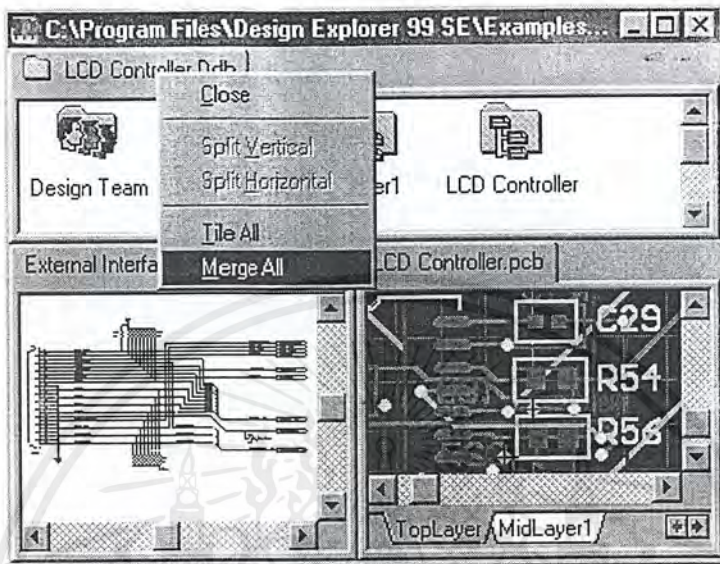 C:\Program Files\Design Explorer 99 SE\Examples...
LCD Controller.Ddb
Close
Split Vertical
Split Horizontal
Tile All
Merge All
Design Team
er1
LCD Controller
External Interfa
LCD Controller.pcb
C29
R54
R56
TopLayer
MidLayer1